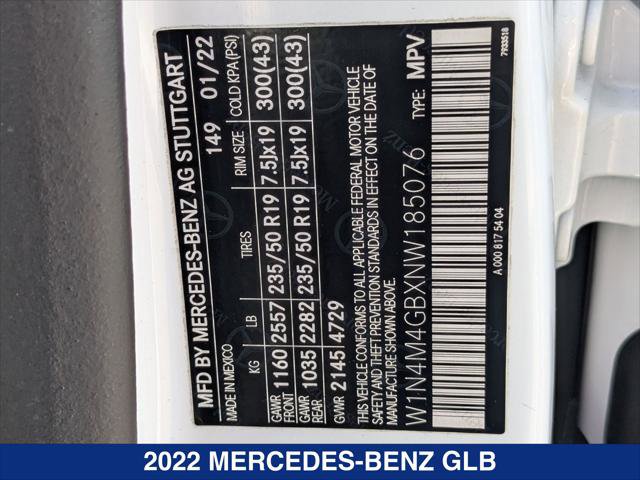 MFD BY MERCEDES-BENZ AG STUTTGART
MADE IN MEXICO 149 01/22
KG LB TIRES RIM SIZE COLD KPA (PSI)
GAWR FRONT 1160 2557 235/50 R19 7.5Jx19 300(43)
GAWR REAR 1035 2282 235/50 R19 7.5Jx19 300(43)
GVWR 2145 4729
THIS VEHICLE CONFORMS TO ALL APPLICABLE FEDERAL MOTOR VEHICLE
SAFETY AND THEFT PREVENTION STANDARDS IN EFFECT ON THE DATE OF
MANUFACTURE SHOWN ABOVE.
W1N4M4GBXNW185076 TYPE: MPV
A 000 817 54 04
7933518
2022 MERCEDES-BENZ GLB